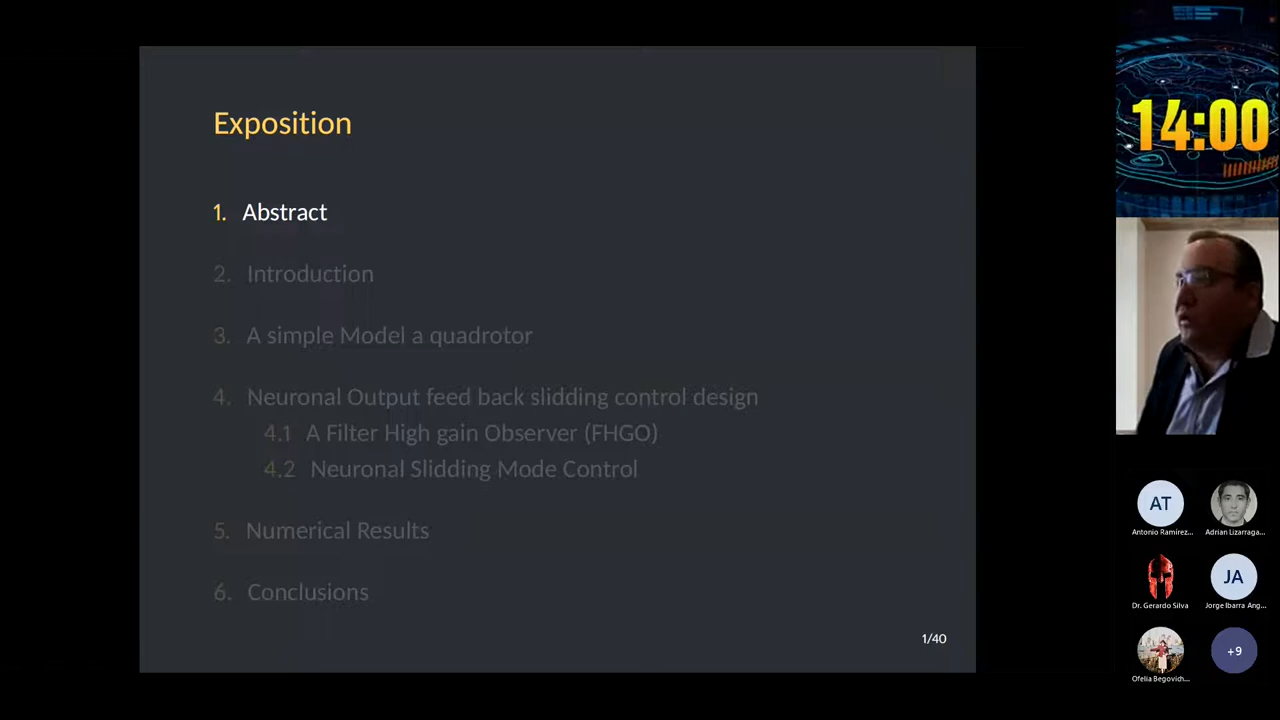 Exposition
1. Abstract
2. Introduction
3. A simple Model a quadrotor
4. Neuronal Output feed back slidding control design
4.1 A Filter High gain Observer (FHGO)
4.2 Neuronal Slidding Mode Control
5. Numerical Results
6. Conclusions
1/40
14:00
AT
Antonio Ramirez...
Adrian Lizarraga...
Dr. Gerardo Silva
JA
Jorge Ibarra Ang...
Ofelia Begovich...
+9